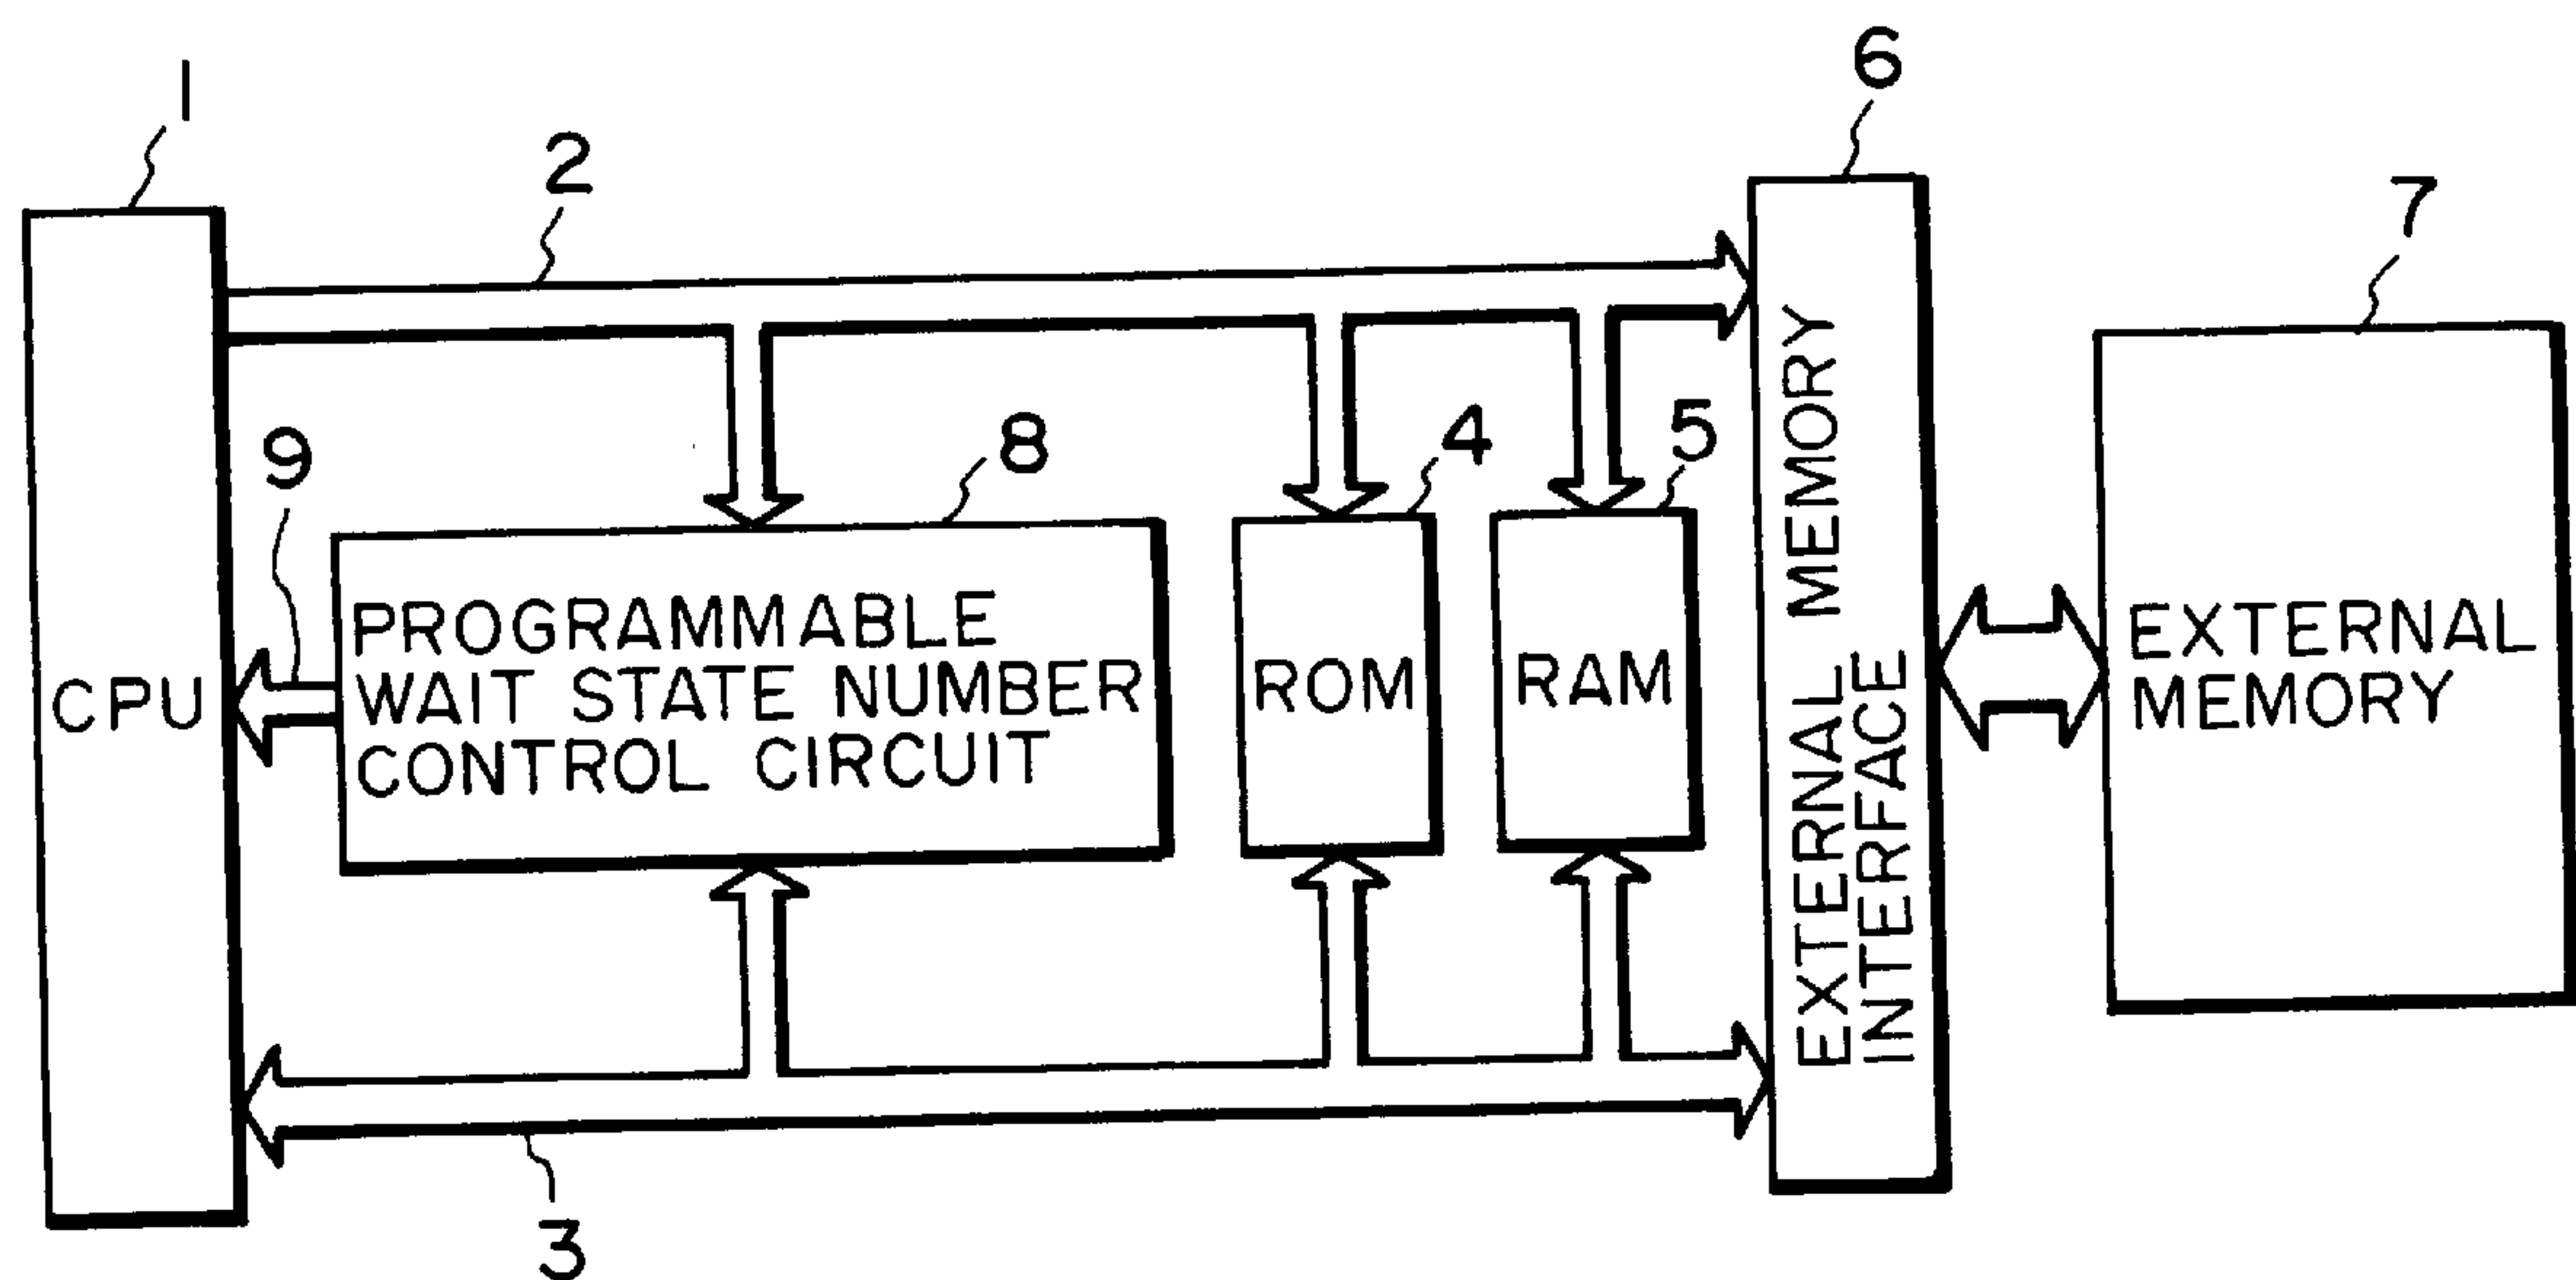 1
2
6
7
9
8
4
5
CPU
PROGRAMMABLE
WAIT STATE NUMBER
CONTROL CIRCUIT
ROM
RAM
EXTERNAL MEMORY
INTERFACE
EXTERNAL
MEMORY
3